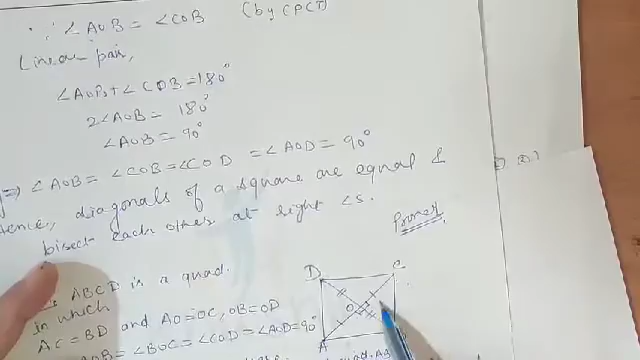 ∵ ∠AOB = ∠COB (by CPCT)
Linear pair,
∠AOB + ∠COB = 180°
2∠AOB = 180°
∠AOB = 90°
⇒ ∠AOB = ∠COB = ∠COD = ∠AOD = 90°
Hence, diagonals of a square are equal &
bisect each other at right ∠s.
Proved
ABCD is a quad.
in which
AC = BD and AO = OC, OB = OD
∠AOB = ∠BOC = ∠COD = ∠AOD = 90°
D C
O
A
quad.